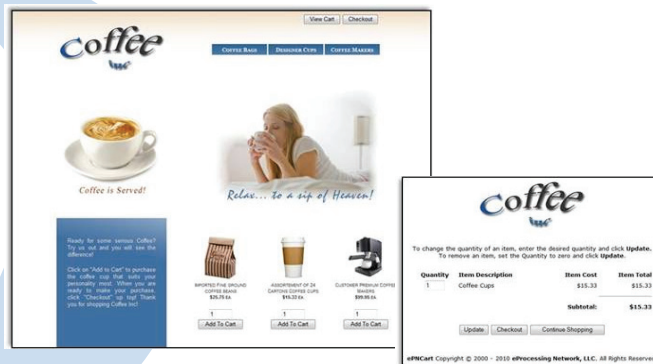 View Cart
Checkout
Coffee
Inc
COFFEE BAGS
DESIGNER CUPS
COFFEE MAKERS
Coffee is Served!
Relax... to a sip of Heaven!
Ready for some serious Coffee?
Try us out and you will see the
difference!
Click on "Add to Cart" to purchase
the coffee cup that suits your
personality most. When you are
ready to make your purchase,
click "Checkout" up top! Thank
you for shopping Coffee Inc!
IMPORTED FINE GROUND
COFFEE BEANS
$25.75 EA.
1
Add To Cart
ASSORTEMENT OF 24
CARTONS COFFEE CUPS
$15.33 EA.
1
Add To Cart
CUSTOMER PREMIUM COFFEE
MAKERS
1
Add To Cart
Coffee
Inc
To change the quantity of an item, enter the desired quantity and click Update.
To remove an item, set the Quantity to zero and click Update.
Quantity Item Description Item Cost Item Total
1 Coffee Cups $15.33 $15.33
Subtotal: $15.33
Update Checkout Continue Shopping
ePNCart Copyright © 2000 - 2010 eProcessing Network, LLC. All Rights Reserved